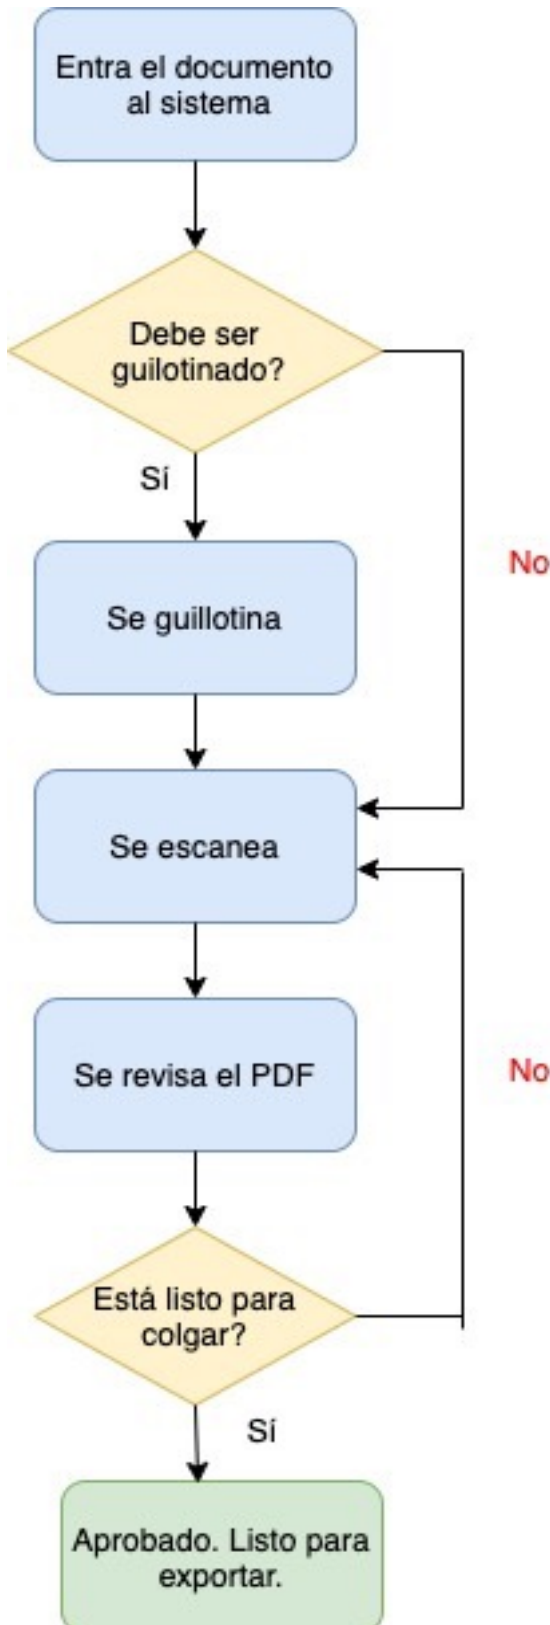 Entra el documento
al sistema
Debe ser
guilotinado?
Sí
No
Se guillotina
Se escanea
Se revisa el PDF
No
Está listo para
colgar?
Sí
Aprobado. Listo para
exportar.